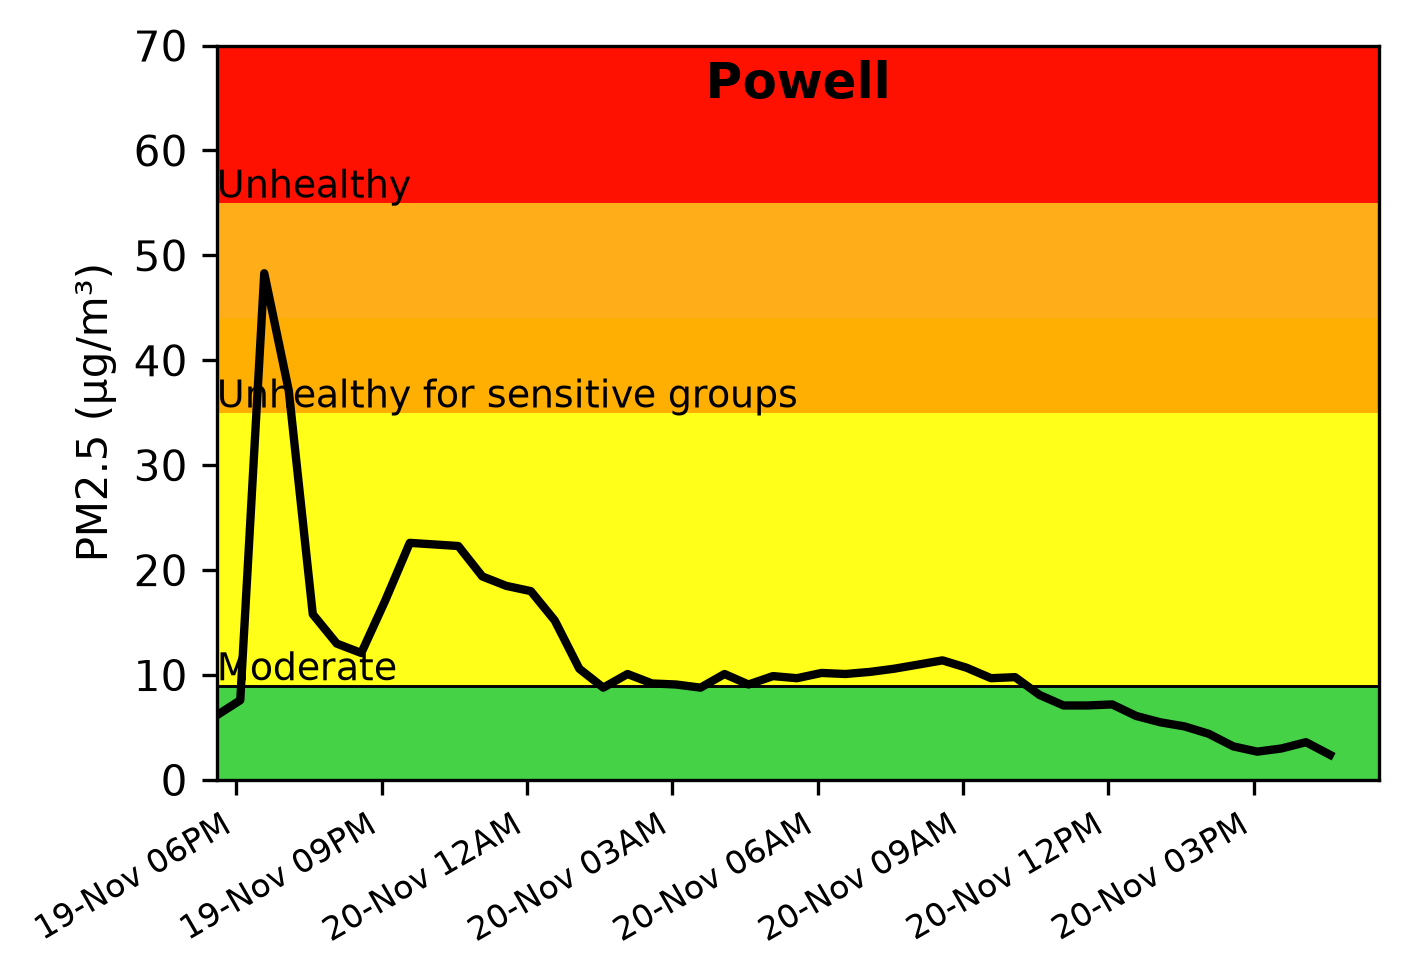 Powell
70
60
50
40
30
20
10
0
PM2.5 (µg/m³)
Unhealthy
Unhealthy for sensitive groups
Moderate
19-Nov 06PM
19-Nov 09PM
20-Nov 12AM
20-Nov 03AM
20-Nov 06AM
20-Nov 09AM
20-Nov 12PM
20-Nov 03PM